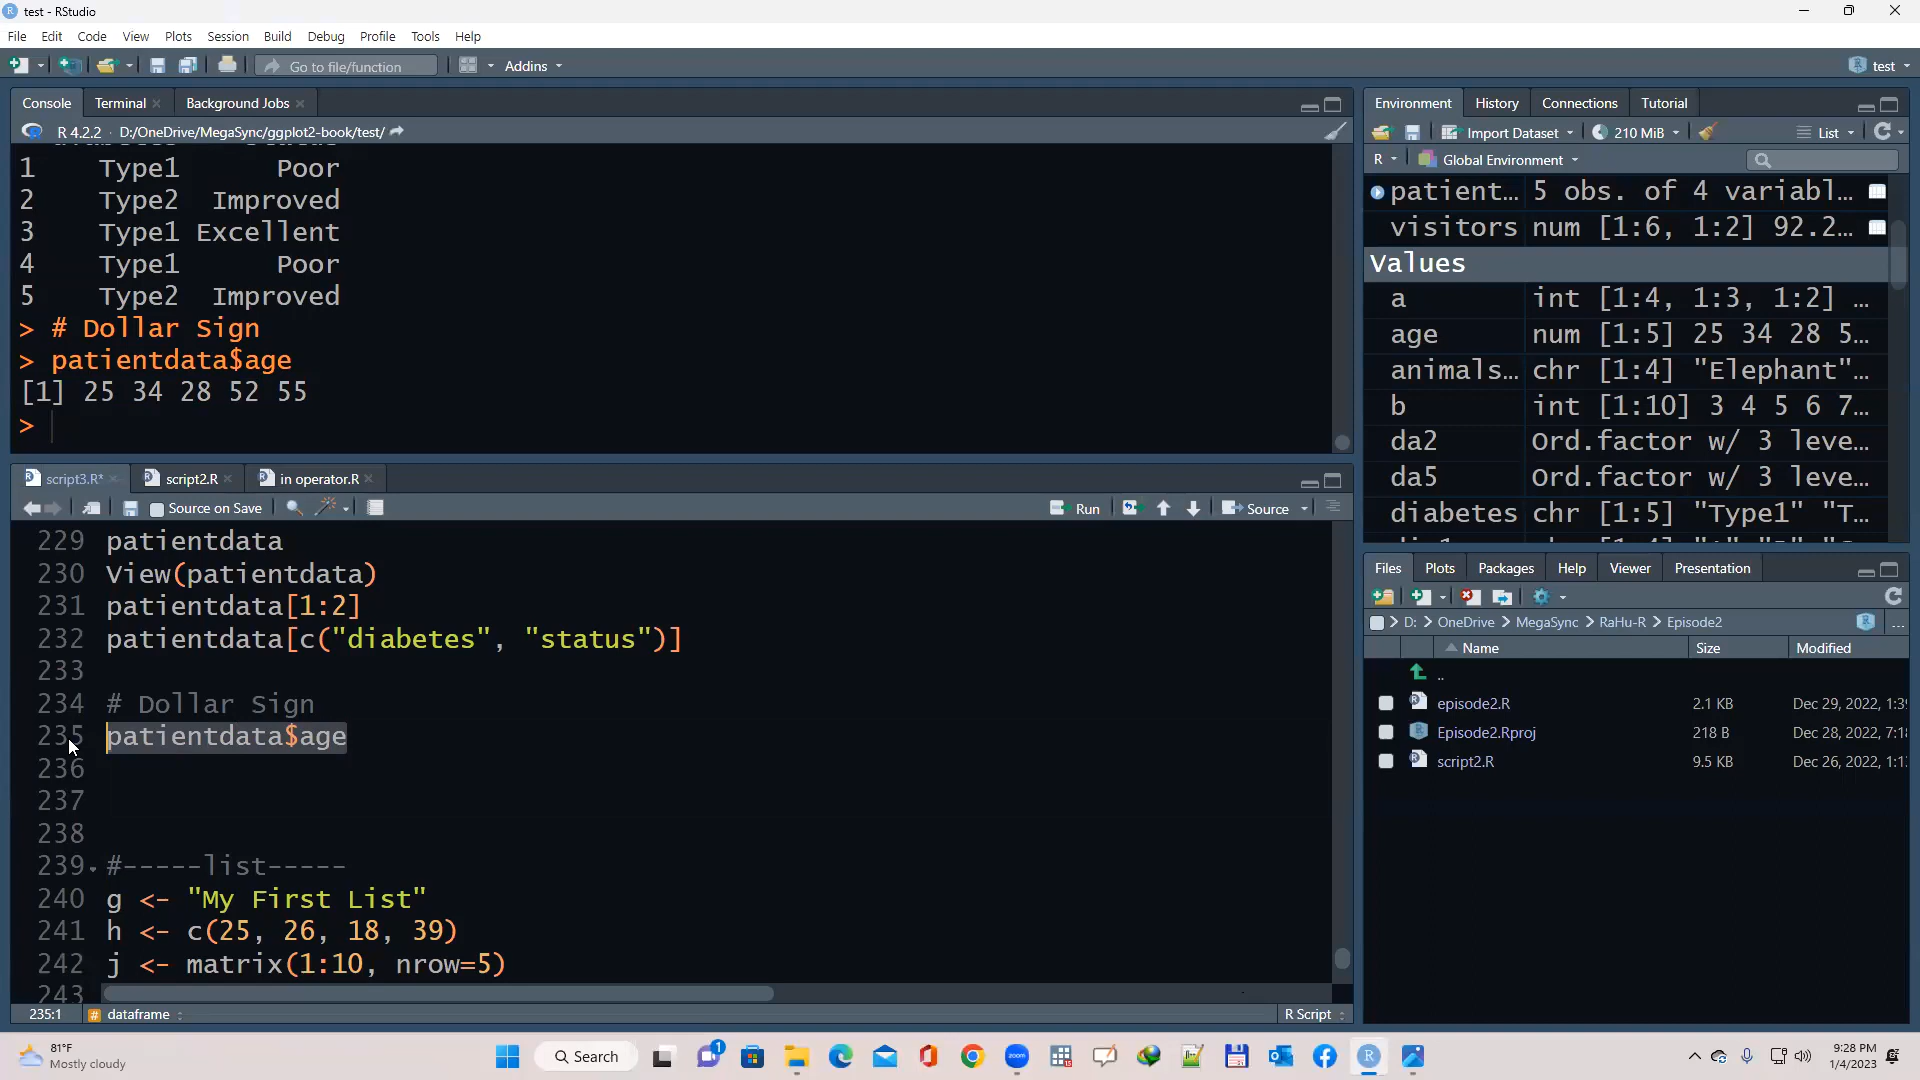 test - RStudio
File Edit Code View Plots Session Build Debug Profile Tools Help
Go to file/function Addins test
Console Terminal Background Jobs
R 4.2.2 · D:/OneDrive/MegaSync/ggplot2-book/test/
1 Type1 Poor
2 Type2 Improved
3 Type1 Excellent
4 Type1 Poor
5 Type2 Improved
> # Dollar Sign
> patientdata$age
[1] 25 34 28 52 55
>
script3.R* script2.R in operator.R
Source on Save Run Source
229 patientdata
230 View(patientdata)
231 patientdata[1:2]
232 patientdata[c("diabetes", "status")]
233
234 # Dollar Sign
235 patientdata$age
236
237
238
239 #-----list-----
240 g <- "My First List"
241 h <- c(25, 26, 18, 39)
242 j <- matrix(1:10, nrow=5)
243
235:1 # dataframe R Script
Environment History Connections Tutorial
Import Dataset 210 MiB List
R Global Environment
patient… 5 obs. of 4 variabl…
visitors num [1:6, 1:2] 92.2…
Values
a int [1:4, 1:3, 1:2] …
age num [1:5] 25 34 28 5…
animals… chr [1:4] "Elephant"…
b int [1:10] 3 4 5 6 7…
da2 Ord.factor w/ 3 leve…
da5 Ord.factor w/ 3 leve…
diabetes chr [1:5] "Type1" "T…
Files Plots Packages Help Viewer Presentation
D: > OneDrive > MegaSync > RaHu-R > Episode2 ...
Name Size Modified
..
episode2.R 2.1 KB Dec 29, 2022, 1:39
Episode2.Rproj 218 B Dec 28, 2022, 7:1
script2.R 9.5 KB Dec 26, 2022, 1:1
81°F
Mostly cloudy
Search
1
zoom
R
9:28 PM
1/4/2023